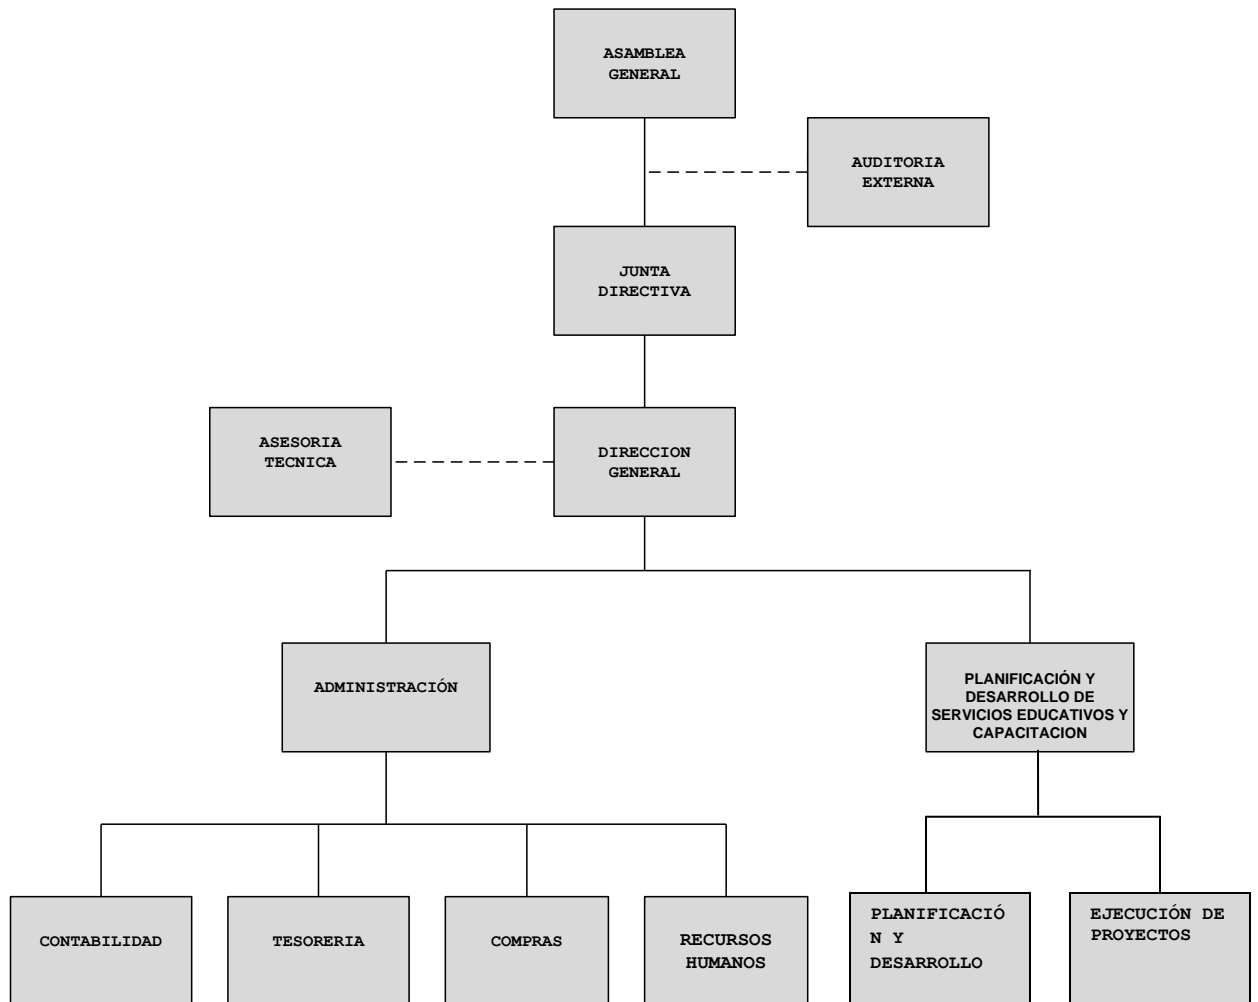 ASAMBLEA
GENERAL
AUDITORIA
EXTERNA
JUNTA
DIRECTIVA
ASESORIA
TECNICA
DIRECCION
GENERAL
ADMINISTRACIÓN
PLANIFICACIÓN Y
DESARROLLO DE
SERVICIOS EDUCATIVOS Y
CAPACITACION
CONTABILIDAD
TESORERIA
COMPRAS
RECURSOS
HUMANOS
PLANIFICACIÓ
N Y
DESARROLLO
EJECUCIÓN DE
PROYECTOS